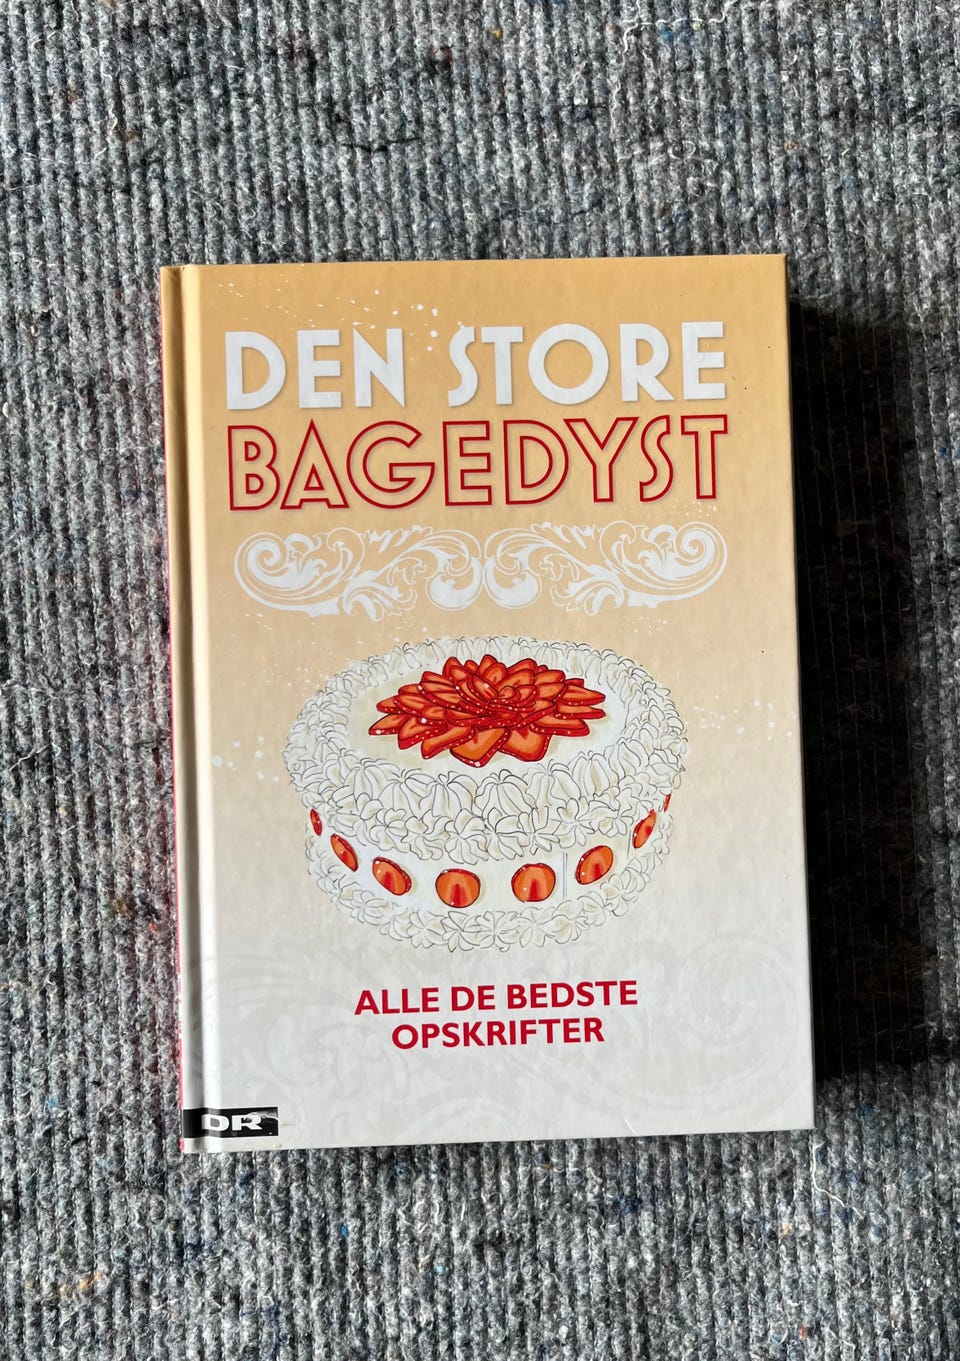 DEN STORE
BAGEDYST
ALLE DE BEDSTE
OPSKRIFTER
DR